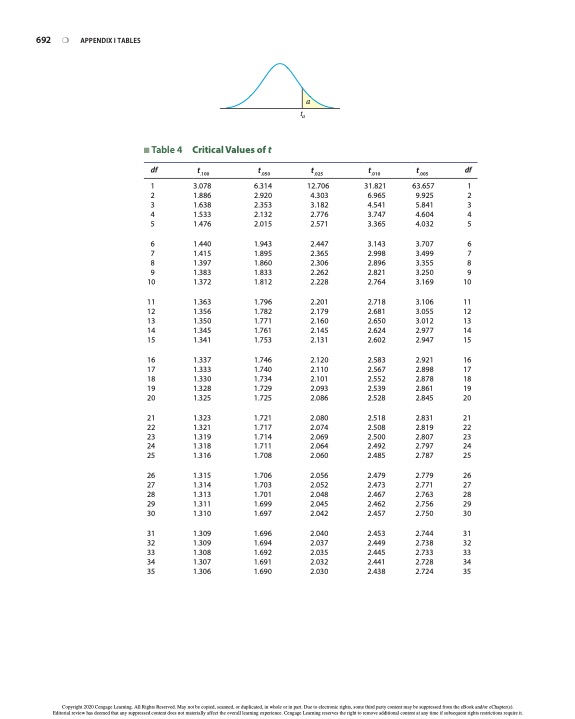 692 ❍ APPENDIX I TABLES
a
tₐ
■ Table 4 Critical Values of t
df t.100 t.050 t.025 t.010 t.005 df
1 3.078 6.314 12.706 31.821 63.657 1
2 1.886 2.920 4.303 6.965 9.925 2
3 1.638 2.353 3.182 4.541 5.841 3
4 1.533 2.132 2.776 3.747 4.604 4
5 1.476 2.015 2.571 3.365 4.032 5
6 1.440 1.943 2.447 3.143 3.707 6
7 1.415 1.895 2.365 2.998 3.499 7
8 1.397 1.860 2.306 2.896 3.355 8
9 1.383 1.833 2.262 2.821 3.250 9
10 1.372 1.812 2.228 2.764 3.169 10
11 1.363 1.796 2.201 2.718 3.106 11
12 1.356 1.782 2.179 2.681 3.055 12
13 1.350 1.771 2.160 2.650 3.012 13
14 1.345 1.761 2.145 2.624 2.977 14
15 1.341 1.753 2.131 2.602 2.947 15
16 1.337 1.746 2.120 2.583 2.921 16
17 1.333 1.740 2.110 2.567 2.898 17
18 1.330 1.734 2.101 2.552 2.878 18
19 1.328 1.729 2.093 2.539 2.861 19
20 1.325 1.725 2.086 2.528 2.845 20
21 1.323 1.721 2.080 2.518 2.831 21
22 1.321 1.717 2.074 2.508 2.819 22
23 1.319 1.714 2.069 2.500 2.807 23
24 1.318 1.711 2.064 2.492 2.797 24
25 1.316 1.708 2.060 2.485 2.787 25
26 1.315 1.706 2.056 2.479 2.779 26
27 1.314 1.703 2.052 2.473 2.771 27
28 1.313 1.701 2.048 2.467 2.763 28
29 1.311 1.699 2.045 2.462 2.756 29
30 1.310 1.697 2.042 2.457 2.750 30
31 1.309 1.696 2.040 2.453 2.744 31
32 1.309 1.694 2.037 2.449 2.738 32
33 1.308 1.692 2.035 2.445 2.733 33
34 1.307 1.691 2.032 2.441 2.728 34
35 1.306 1.690 2.030 2.438 2.724 35
Copyright 2020 Cengage Learning. All Rights Reserved. May not be copied, scanned, or duplicated, in whole or in part. Due to electronic rights, some third party content may be suppressed from the eBook and/or eChapter(s).
Editorial review has deemed that any suppressed content does not materially affect the overall learning experience. Cengage Learning reserves the right to remove additional content at any time if subsequent rights restrictions require it.